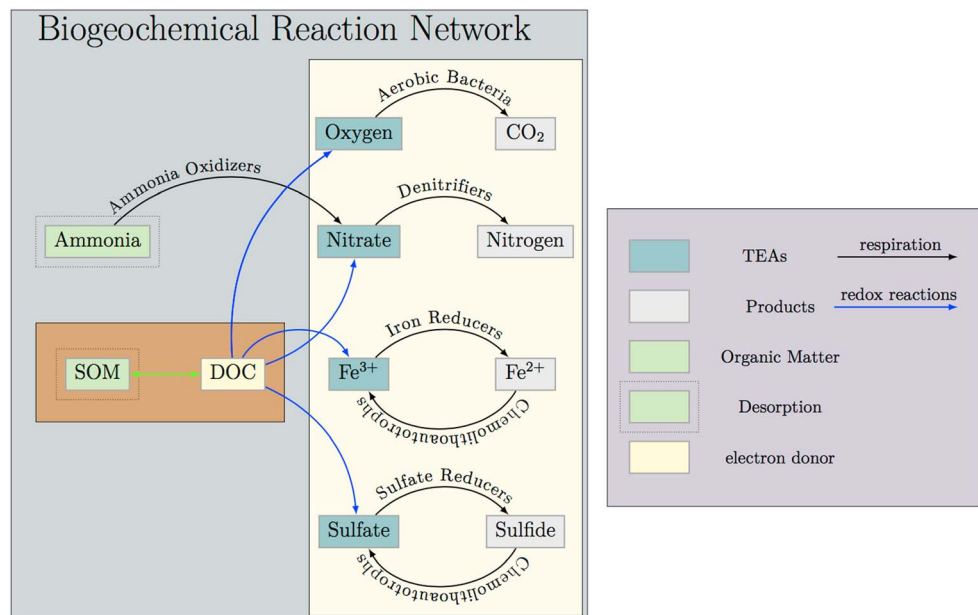 Biogeochemical Reaction Network
Aerobic Bacteria
Oxygen
CO₂
Ammonia Oxidizers
Denitrifiers
Ammonia
Nitrate
Nitrogen
Iron Reducers
SOM
DOC
Fe³⁺
Fe²⁺
Chemolithoautotrophs
Sulfate Reducers
Sulfate
Sulfide
Chemolithoautotrophs
TEAs
respiration
Products
redox reactions
Organic Matter
Desorption
electron donor